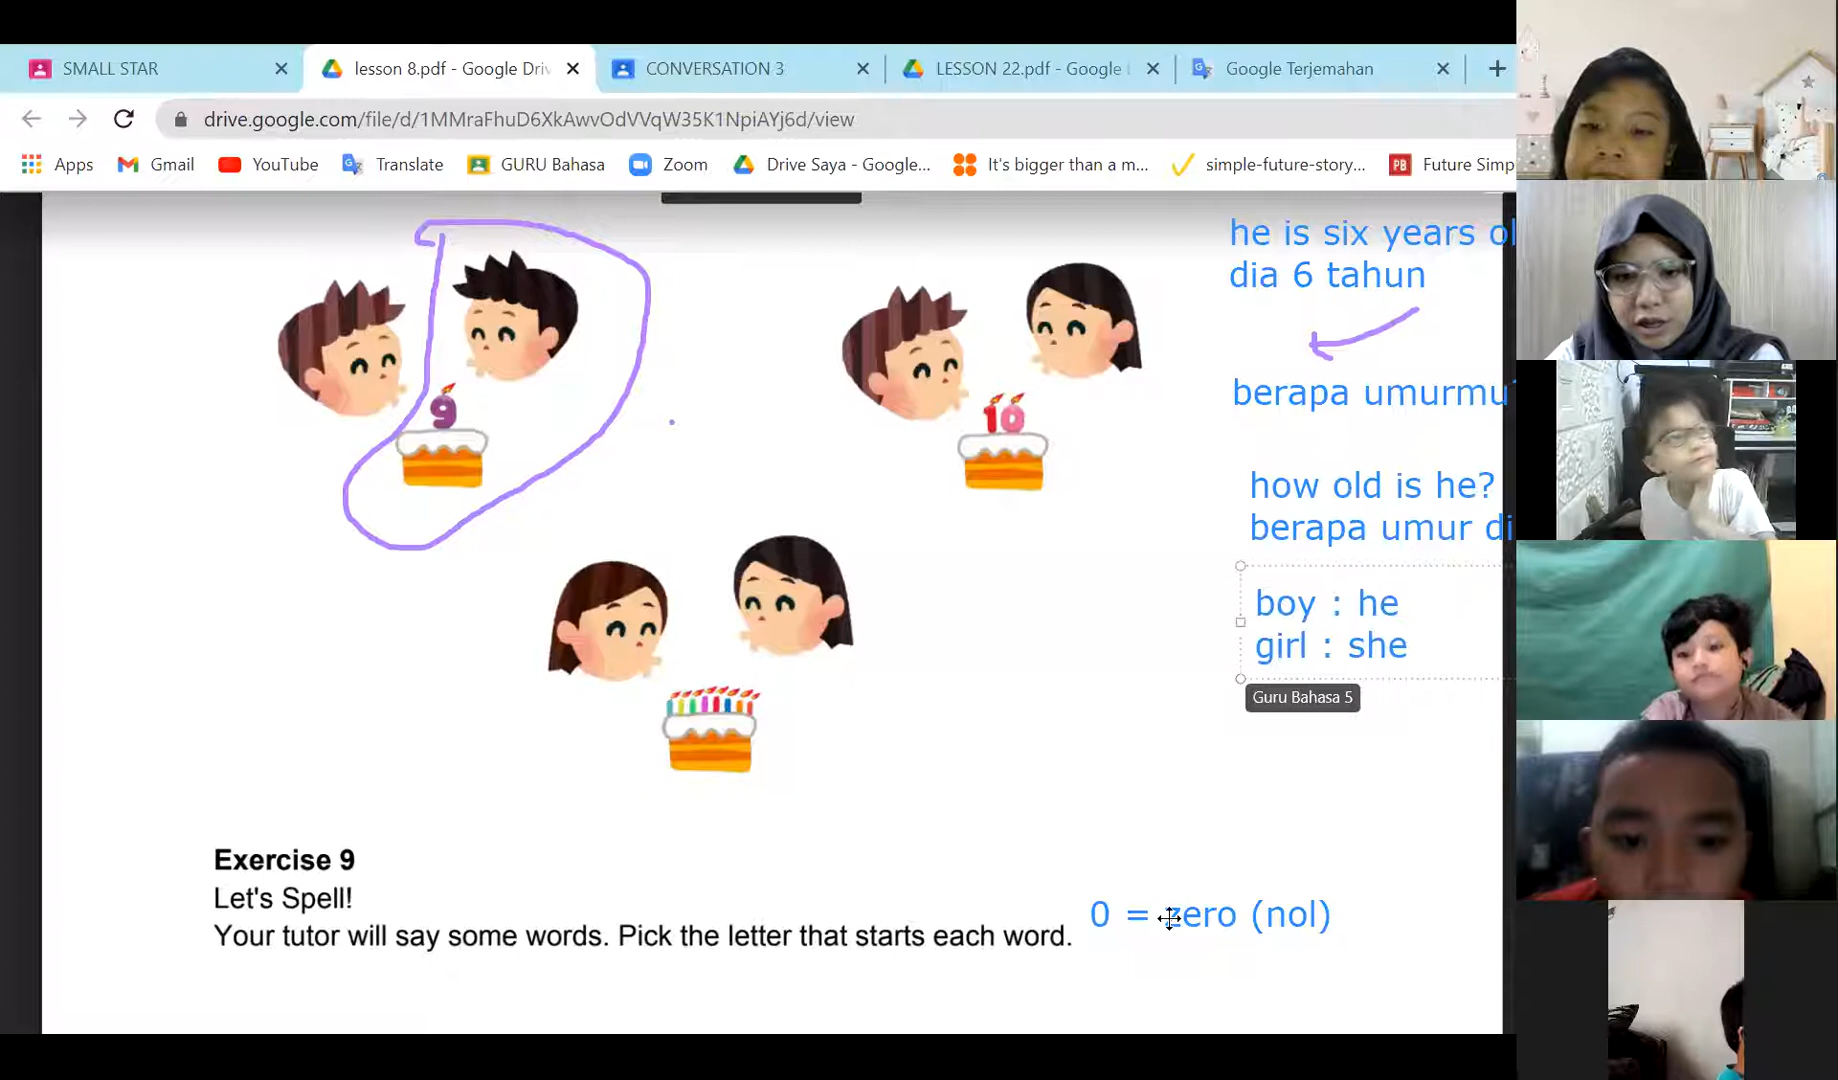 SMALL STAR
lesson 8.pdf - Google Driv
CONVERSATION 3
LESSON 22.pdf - Google
Google Terjemahan
drive.google.com/file/d/1MMraFhuD6XkAwvOdVVqW35K1NpiAYj6d/view
Apps
Gmail
YouTube
Translate
GURU Bahasa
Zoom
Drive Saya - Google...
It's bigger than a m...
simple-future-story...
PB
Future Simp
he is six years ol
dia 6 tahun
9
10
berapa umurmu?
how old is he?
berapa umur di
boy : he
girl : she
Guru Bahasa 5
Exercise 9
Let's Spell!
Your tutor will say some words. Pick the letter that starts each word.
0 = zero (nol)